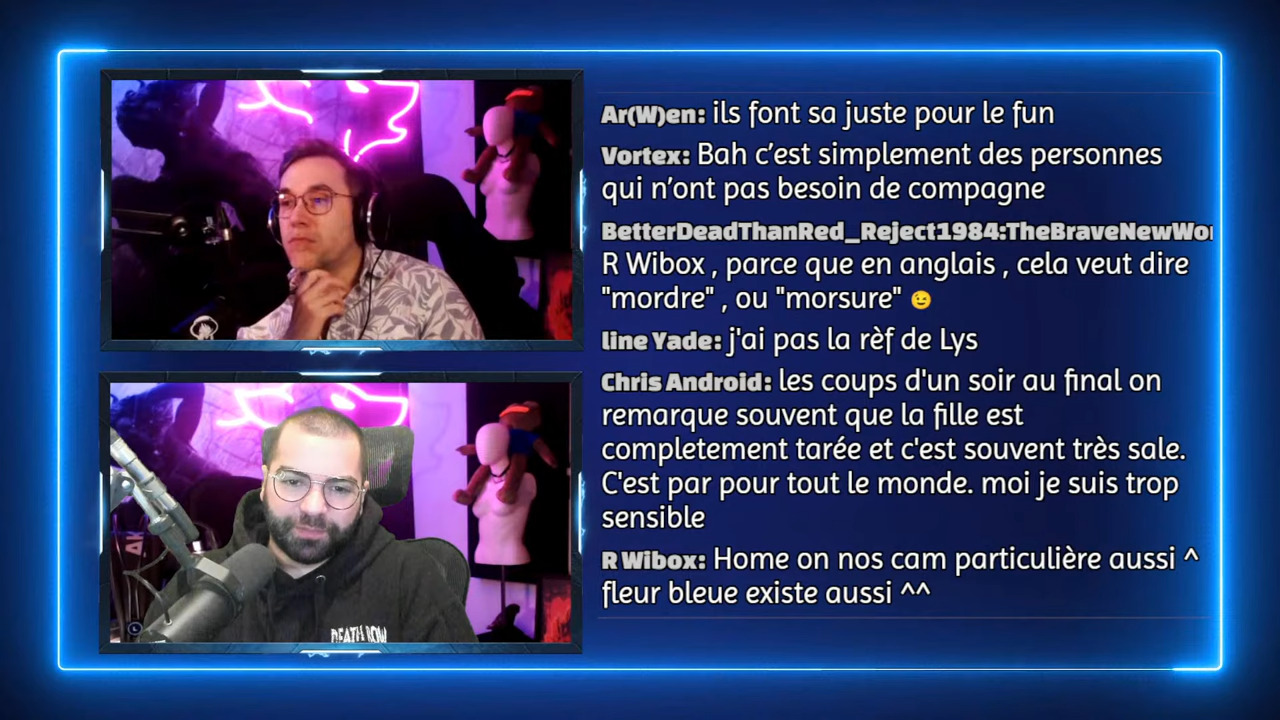 Ar(W)en: ils font sa juste pour le fun
Vortex: Bah c’est simplement des personnes
qui n’ont pas besoin de compagne
BetterDeadThanRed_Reject1984:TheBraveNewWor
R Wibox , parce que en anglais , cela veut dire
"mordre" , ou "morsure" 😉
line Yade: j'ai pas la rèf de Lys
Chris Android: les coups d'un soir au final on
remarque souvent que la fille est
completement tarée et c'est souvent très sale.
C'est par pour tout le monde. moi je suis trop
sensible
R Wibox: Home on nos cam particulière aussi ^
fleur bleue existe aussi ^^
AK
DEATH ROW